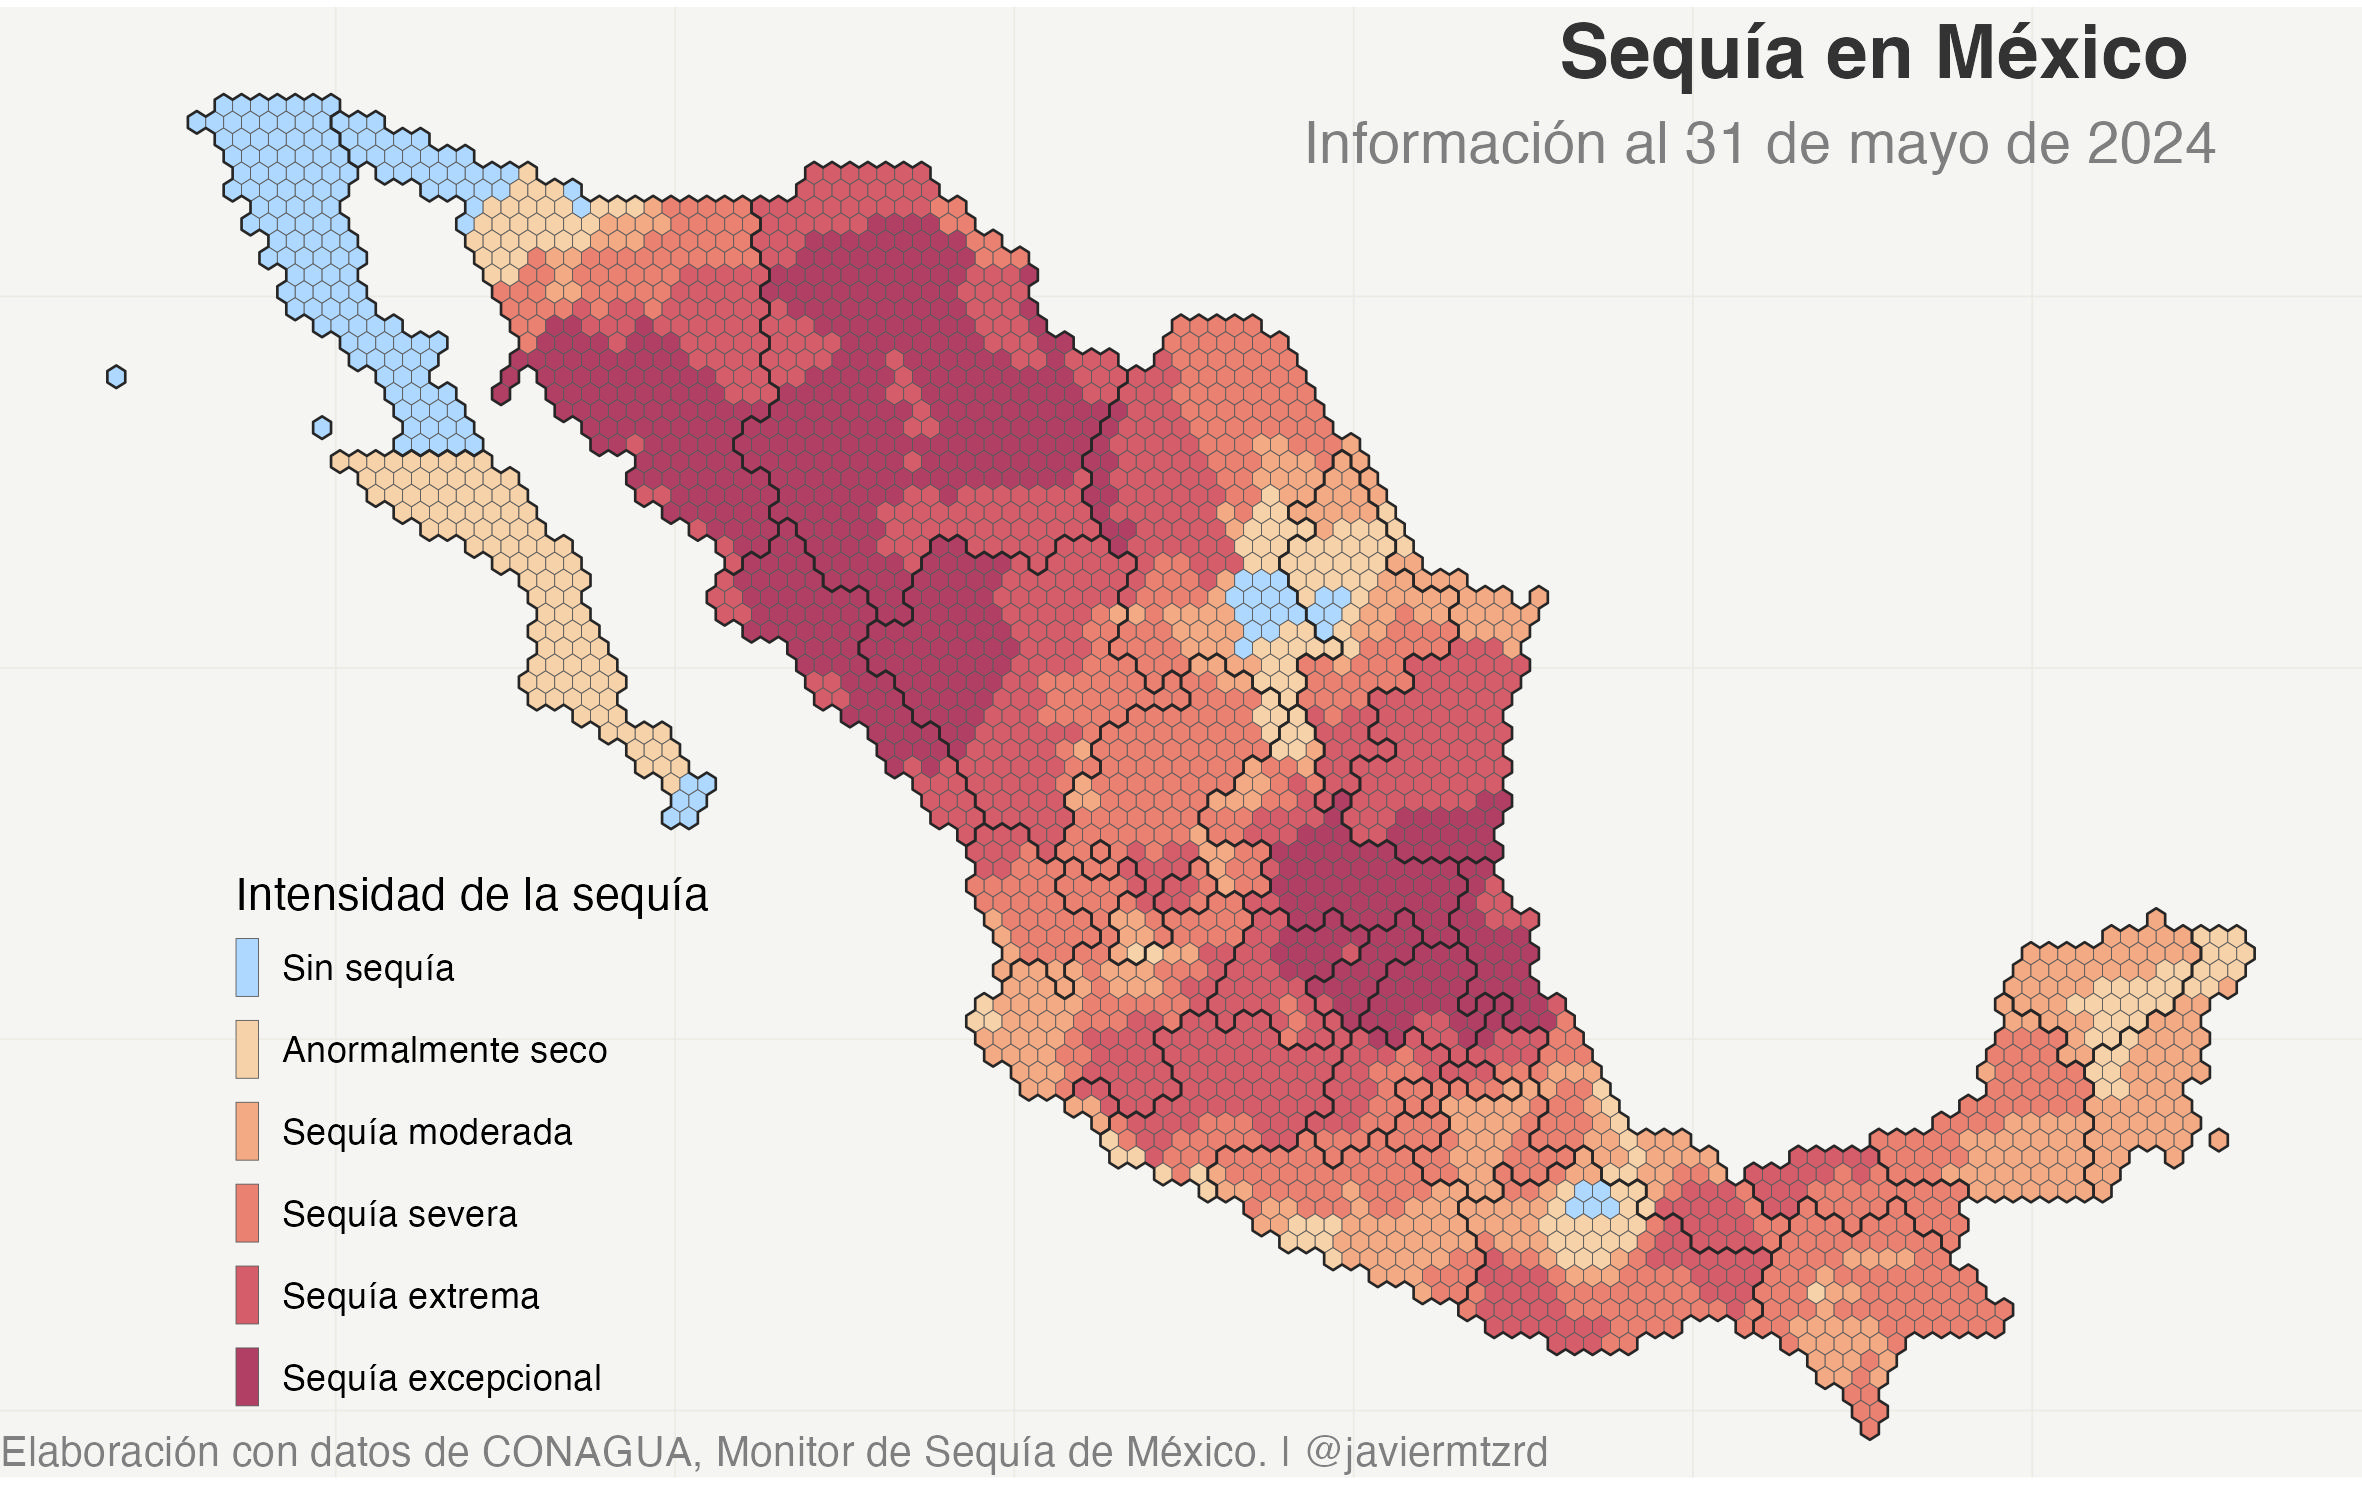 Sequía en México
Información al 31 de mayo de 2024
Intensidad de la sequía
Sin sequía
Anormalmente seco
Sequía moderada
Sequía severa
Sequía extrema
Sequía excepcional
Elaboración con datos de CONAGUA, Monitor de Sequía de México. | @javiermtzrd